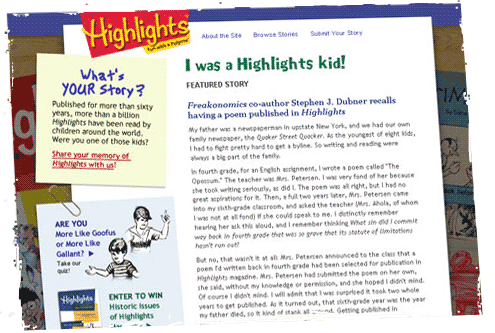 Highlights
Fun with a Purpose
About the Site
Browse Stories
Submit Your Story
What's
YOUR Story?
Published for more than sixty
years, more than a billion
Highlights have been read by
children around the world.
Were you one of those kids?
Share your memory of
Highlights with us!
ARE YOU
More Like Goofus
or More Like
Gallant? ▶
Take our
quiz!
Highlights
ENTER TO WIN
Historic Issues
of Highlights
I was a Highlights kid!
FEATURED STORY
Freakonomics co-author Stephen J. Dubner recalls
having a poem published in Highlights
My father was a newspaperman in upstate New York, and we had our own
family newspaper, the Quaker Street Quacker. As the youngest of eight kids,
I had to fight pretty hard to get a byline. So writing and reading were
always a big part of the family.
In fourth grade, for an English assignment, I wrote a poem called "The
Opossum." The teacher was Mrs. Petersen. I was very fond of her because
she took writing seriously, as did I. The poem was all right, but I had no
great aspirations for it. Then, a full two years later, Mrs. Petersen came
into my sixth-grade classroom, and asked the teacher (Mrs. Ahola, of whom
I was not at all fond) if she could speak to me. I distinctly remember
hearing her ask this aloud, and I remember thinking What sin did I commit
way back in fourth grade that was so grave that its statute of limitations
hasn't run out?
But no, that wasn't it at all: Mrs. Petersen announced to the class that a
poem I'd written back in fourth grade had been selected for publication in
Highlights magazine. Mrs. Petersen had submitted the poem on her own,
she said, without my knowledge or permission, and she hoped I didn't mind.
Of course I didn't mind. I will admit that I was surprised it took two whole
years to get published. As it turned out, that sixth-grade year was the year
my father died, so it kind of stank all around. Getting published in